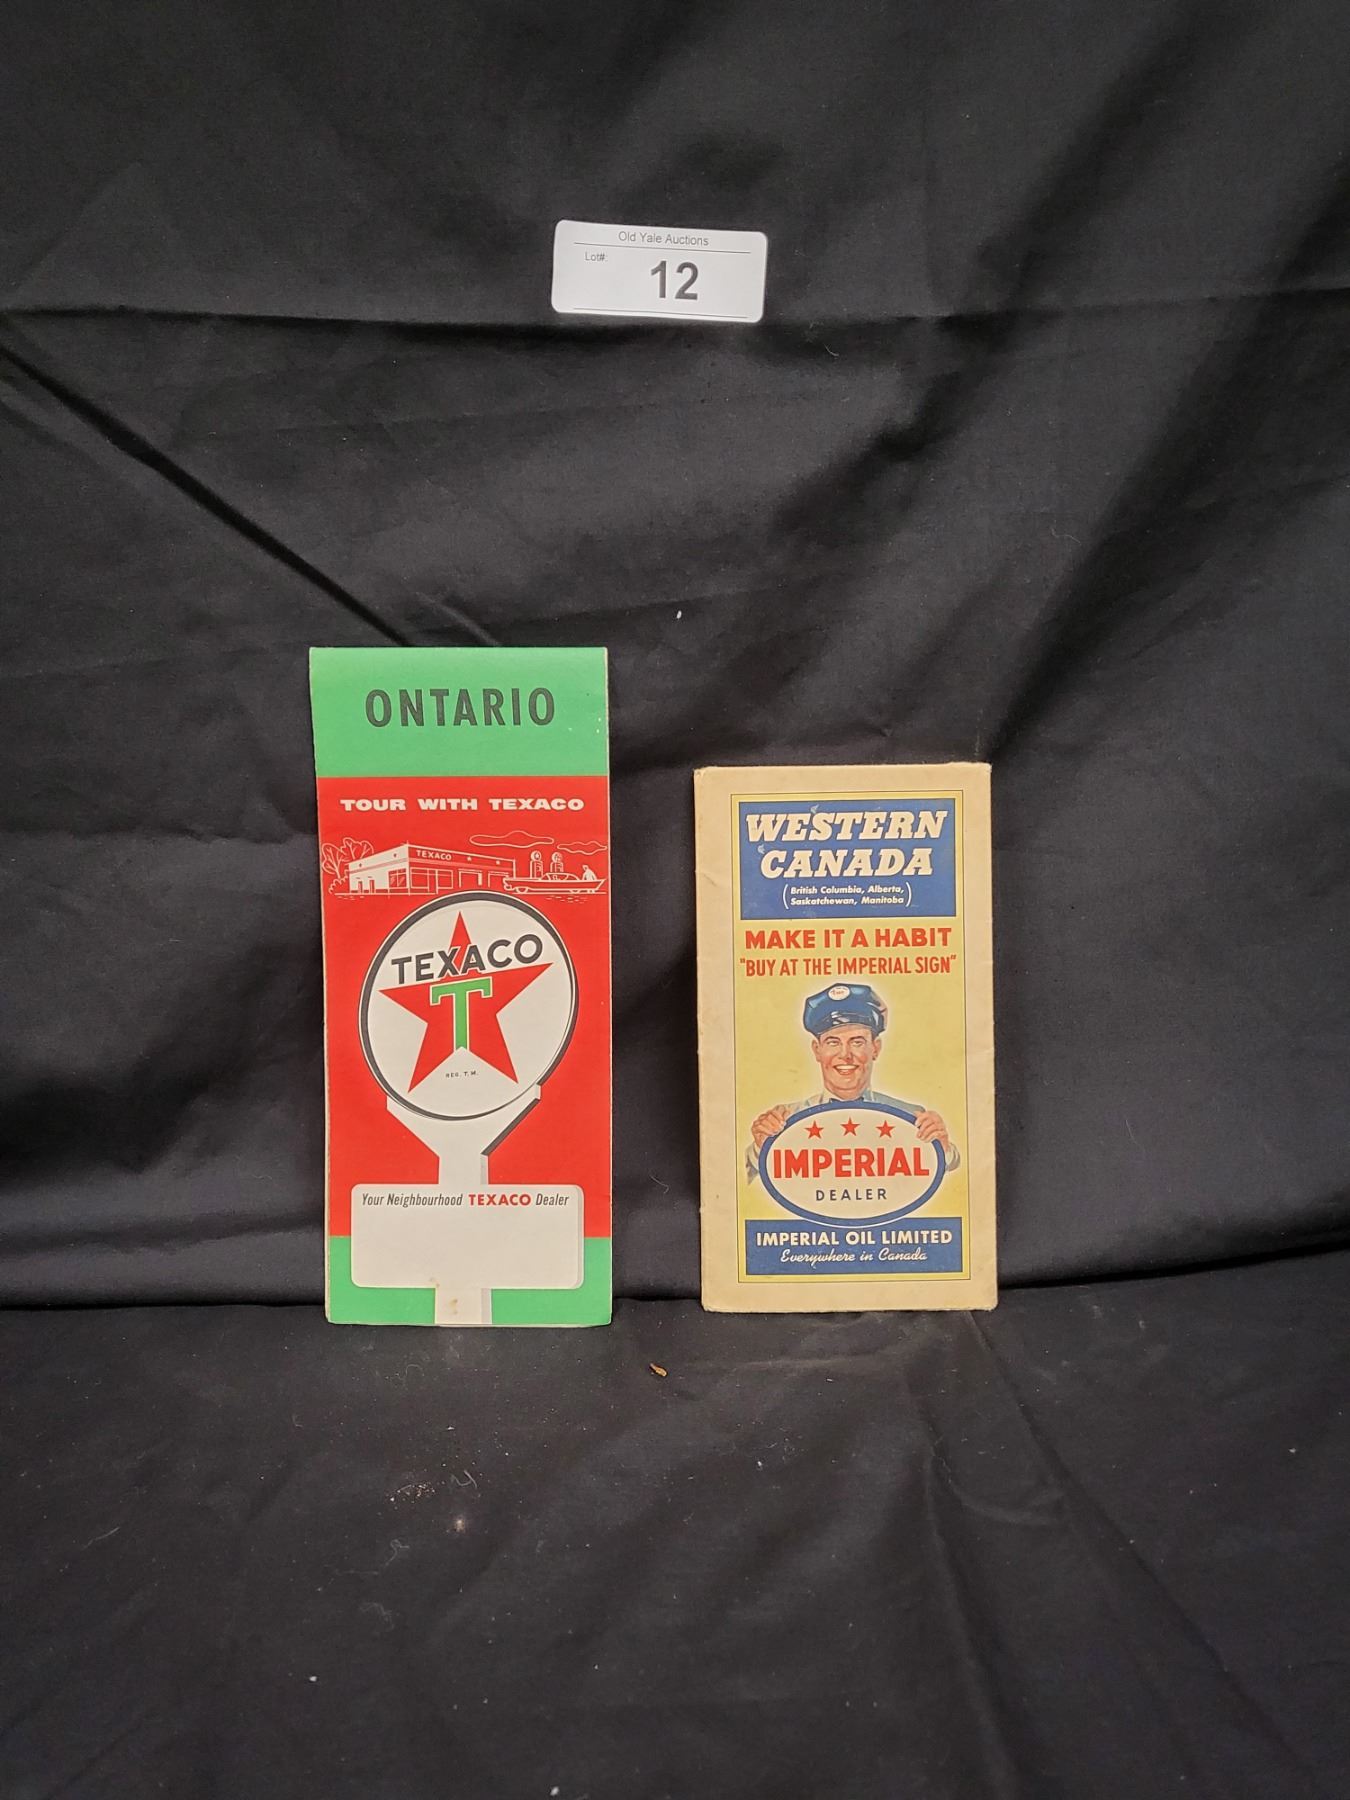 Old Yale Auctions
Lot#:
12
ONTARIO
TOUR WITH TEXACO
TEXACO
TEXACO
T
REG. T. M.
Your Neighbourhood TEXACO Dealer
WESTERN
CANADA
(British Columbia, Alberta,
Saskatchewan, Manitoba)
MAKE IT A HABIT
"BUY AT THE IMPERIAL SIGN"
IMPERIAL
DEALER
IMPERIAL OIL LIMITED
Everywhere in Canada